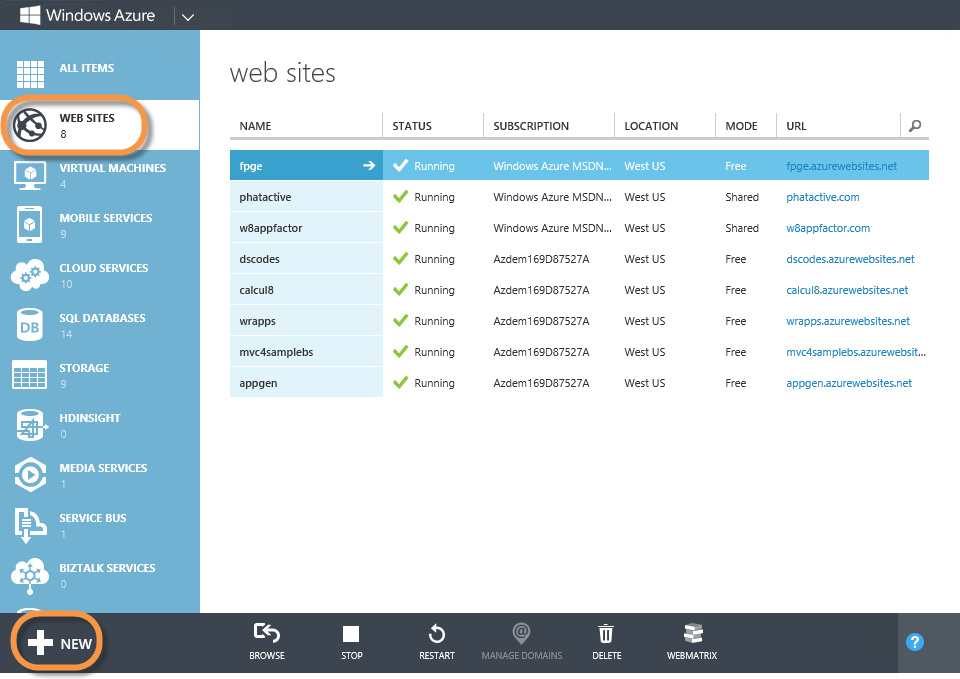 Windows Azure
ALL ITEMS
WEB SITES
8
VIRTUAL MACHINES
4
MOBILE SERVICES
9
CLOUD SERVICES
10
SQL DATABASES
14
DB
STORAGE
9
HDINSIGHT
0
MEDIA SERVICES
1
SERVICE BUS
1
BIZTALK SERVICES
0
web sites
NAME STATUS SUBSCRIPTION LOCATION MODE URL
fpge Running Windows Azure MSDN... West US Free fpge.azurewebsites.net
phatactive Running Windows Azure MSDN... West US Shared phatactive.com
w8appfactor Running Windows Azure MSDN... West US Shared w8appfactor.com
dscodes Running Azdem169D87527A West US Free dscodes.azurewebsites.net
calcul8 Running Azdem169D87527A West US Free calcul8.azurewebsites.net
wrapps Running Azdem169D87527A West US Free wrapps.azurewebsites.net
mvc4samplebs Running Azdem169D87527A West US Free mvc4samplebs.azurewebsit...
appgen Running Azdem169D87527A West US Free appgen.azurewebsites.net
NEW
BROWSE STOP RESTART MANAGE DOMAINS DELETE WEBMATRIX
@
?